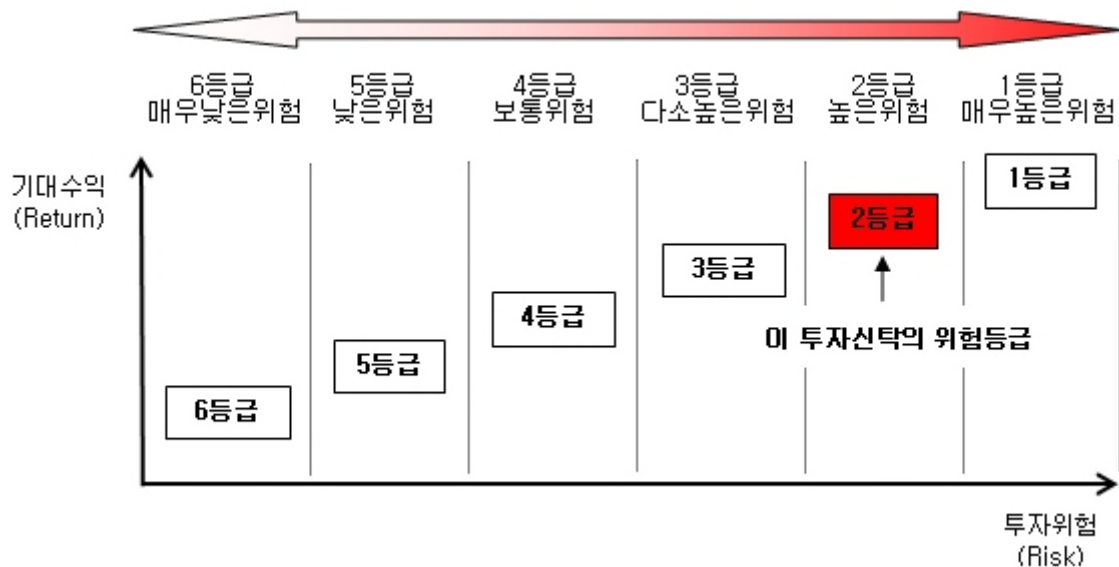 6등급
매우낮은위험
5등급
낮은위험
4등급
보통위험
3등급
다소높은위험
2등급
높은위험
1등급
매우높은위험
기대수익
(Return)
1등급
2등급
3등급
4등급
이 투자신탁의 위험등급
5등급
6등급
투자위험
(Risk)